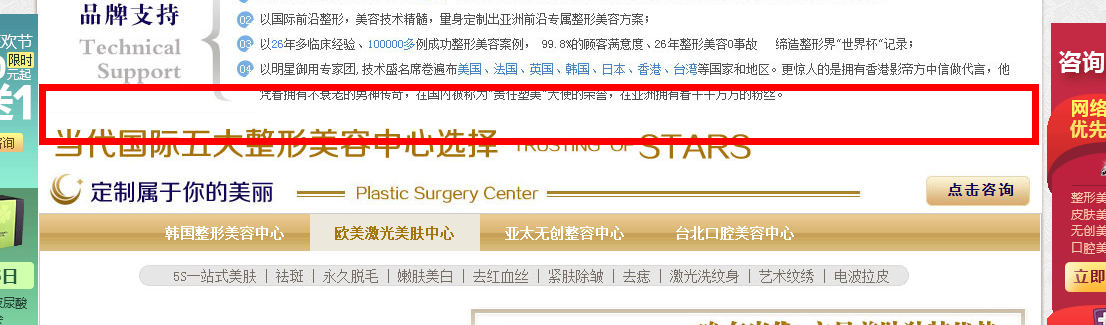 品牌支持
Technical
Support
02 以国际前沿整形，美容技术精髓，量身定制出亚洲前沿专属整形美容方案；
03 以26年多临床经验、100000多例成功整形美容案例， 99.8%的顾客满意度、26年整形美容0事故 缔造整形界“世界杯”记录；
04 以明星御用专家团, 技术盛名席卷遍布美国、法国、英国、韩国、日本、香港、台湾等国家和地区。更惊人的是拥有香港影帝方中信做代言，他
凭着拥有不衰老的男神传奇，在国内被称为“责任塑美”大使的荣誉，在亚洲拥有着千千万万的粉丝。
当代国际五大整形美容中心选择 TRUSTING OF STARS
定制属于你的美丽 Plastic Surgery Center 点击咨询
韩国整形美容中心 欧美激光美肤中心 亚太无创整容中心 台北口腔美容中心
5S一站式美肤 | 祛斑 | 永久脱毛 | 嫩肤美白 | 去红血丝 | 紧肤除皱 | 去痣 | 激光洗纹身 | 艺术纹绣 | 电波拉皮
欢节
限时
元起
送1
咨询
日
尿酸
咨询
网络
优先
整形美
皮肤美
无创美
口腔美
立即